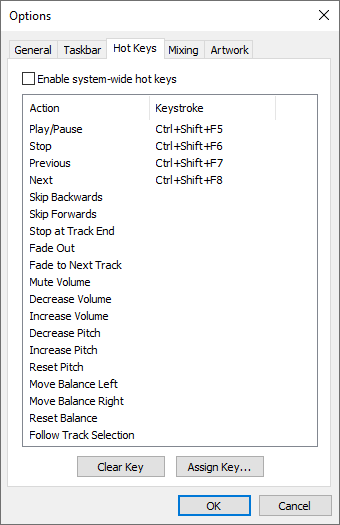 Options
General Taskbar Hot Keys Mixing Artwork
Enable system-wide hot keys
Action Keystroke
Play/Pause Ctrl+Shift+F5
Stop Ctrl+Shift+F6
Previous Ctrl+Shift+F7
Next Ctrl+Shift+F8
Skip Backwards
Skip Forwards
Stop at Track End
Fade Out
Fade to Next Track
Mute Volume
Decrease Volume
Increase Volume
Decrease Pitch
Increase Pitch
Reset Pitch
Move Balance Left
Move Balance Right
Reset Balance
Follow Track Selection
Clear Key Assign Key...
OK Cancel